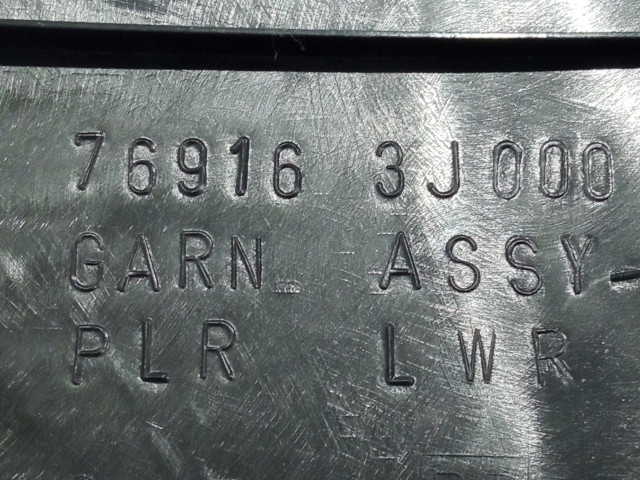 76916 3J000
GARN ASSY-
PLR LWR